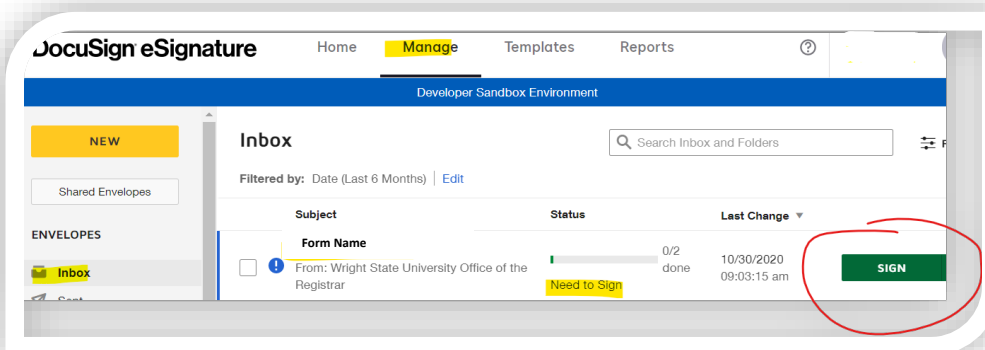 DocuSign eSignature Home Manage Templates Reports
Developer Sandbox Environment
NEW
Shared Envelopes
ENVELOPES
Inbox
Sent
Inbox
Search Inbox and Folders
Filtered by: Date (Last 6 Months) | Edit
Subject Status Last Change
Form Name
From: Wright State University Office of the
Registrar
0/2
done
Need to Sign
10/30/2020
09:03:15 am
SIGN